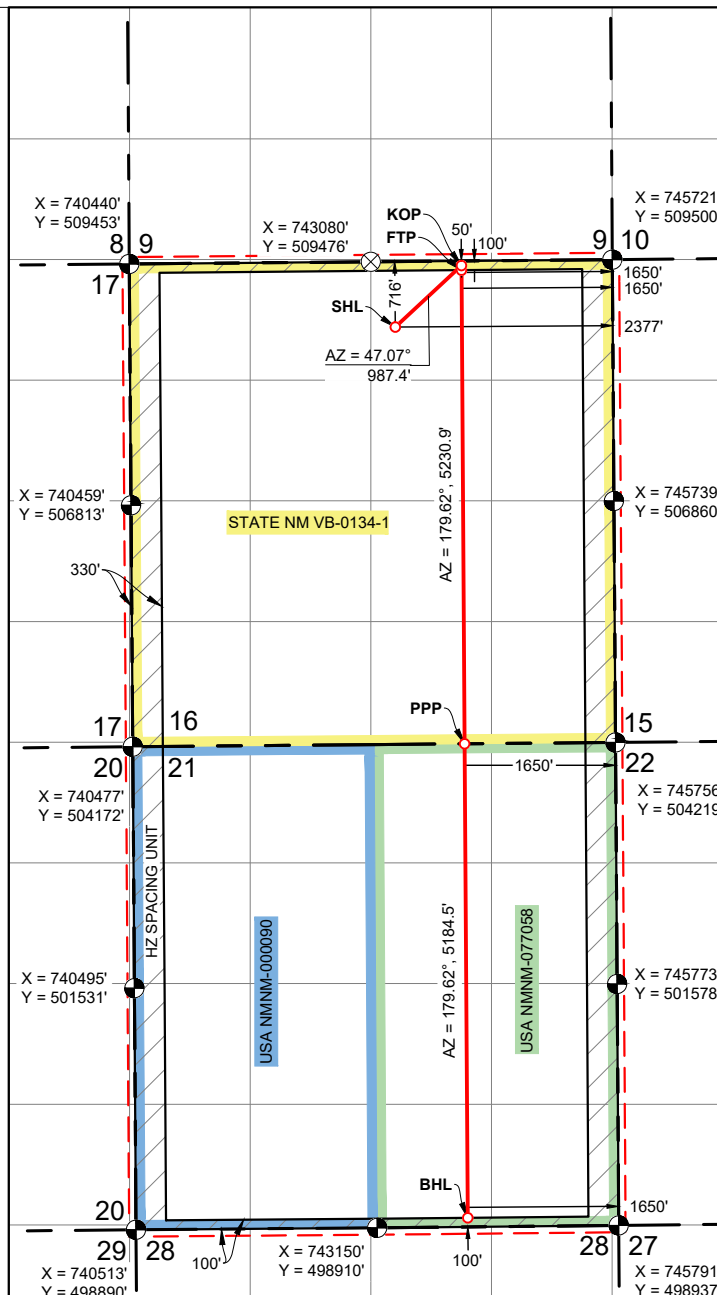 X = 740440'
Y = 509453'
X = 743080'
Y = 509476'
KOP
FTP
50'
100'
X = 745721
Y = 509500
8
9
9
10
17
716'
SHL
1650'
1650'
2377'
AZ = 47.07°
987.4'
X = 740459'
Y = 506813'
AZ = 179.62°, 5230.9'
X = 745739
Y = 506860
STATE NM VB-0134-1
330'
PPP
17
16
15
20
21
22
1650'
X = 740477'
Y = 504172'
X = 745756
Y = 504219
HZ SPACING UNIT
USA NMNM-000090
AZ = 179.62°, 5184.5'
USA NMNM-077058
X = 740495'
Y = 501531'
X = 745773
Y = 501578
BHL
1650'
20
29
28
28
27
100'
X = 743150'
Y = 498910'
100'
X = 740513'
Y = 498890'
X = 745791
Y = 498937